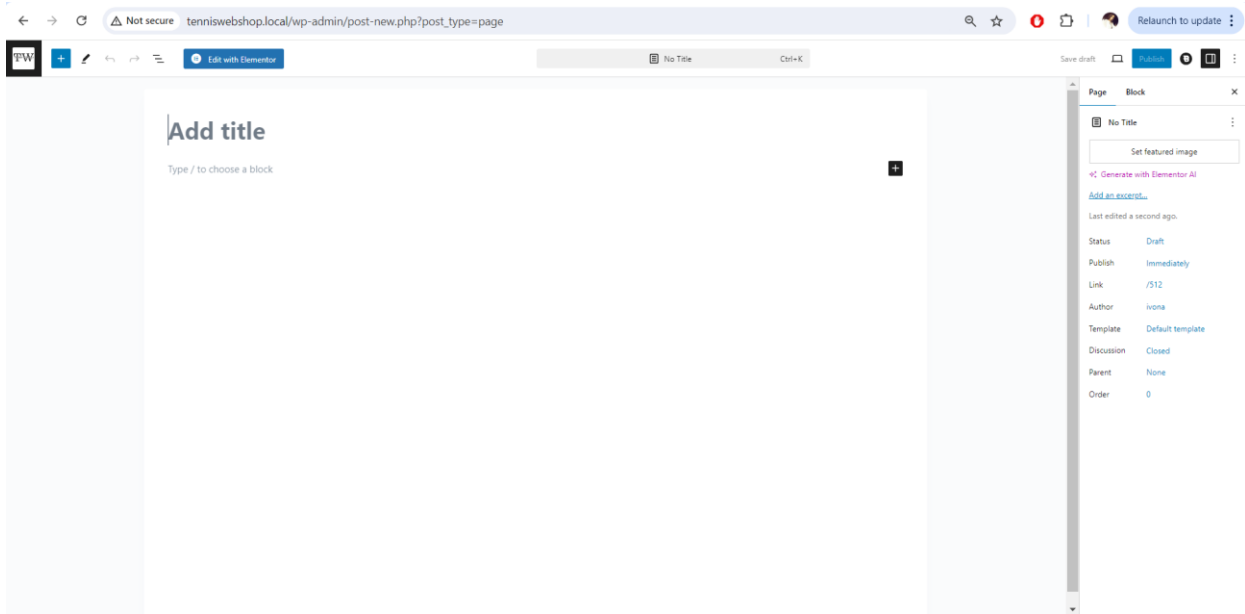 Not secure tenniswebshop.local/wp-admin/post-new.php?post_type=page Relaunch to update
TW Edit with Elementor No Title Ctrl+K Save draft Publish
Page Block
Add title
No Title
Type / to choose a block
Set featured image
Generate with Elementor AI
Add an excerpt...
Last edited a second ago.
Status Draft
Publish Immediately
Link /512
Author ivona
Template Default template
Discussion Closed
Parent None
Order 0